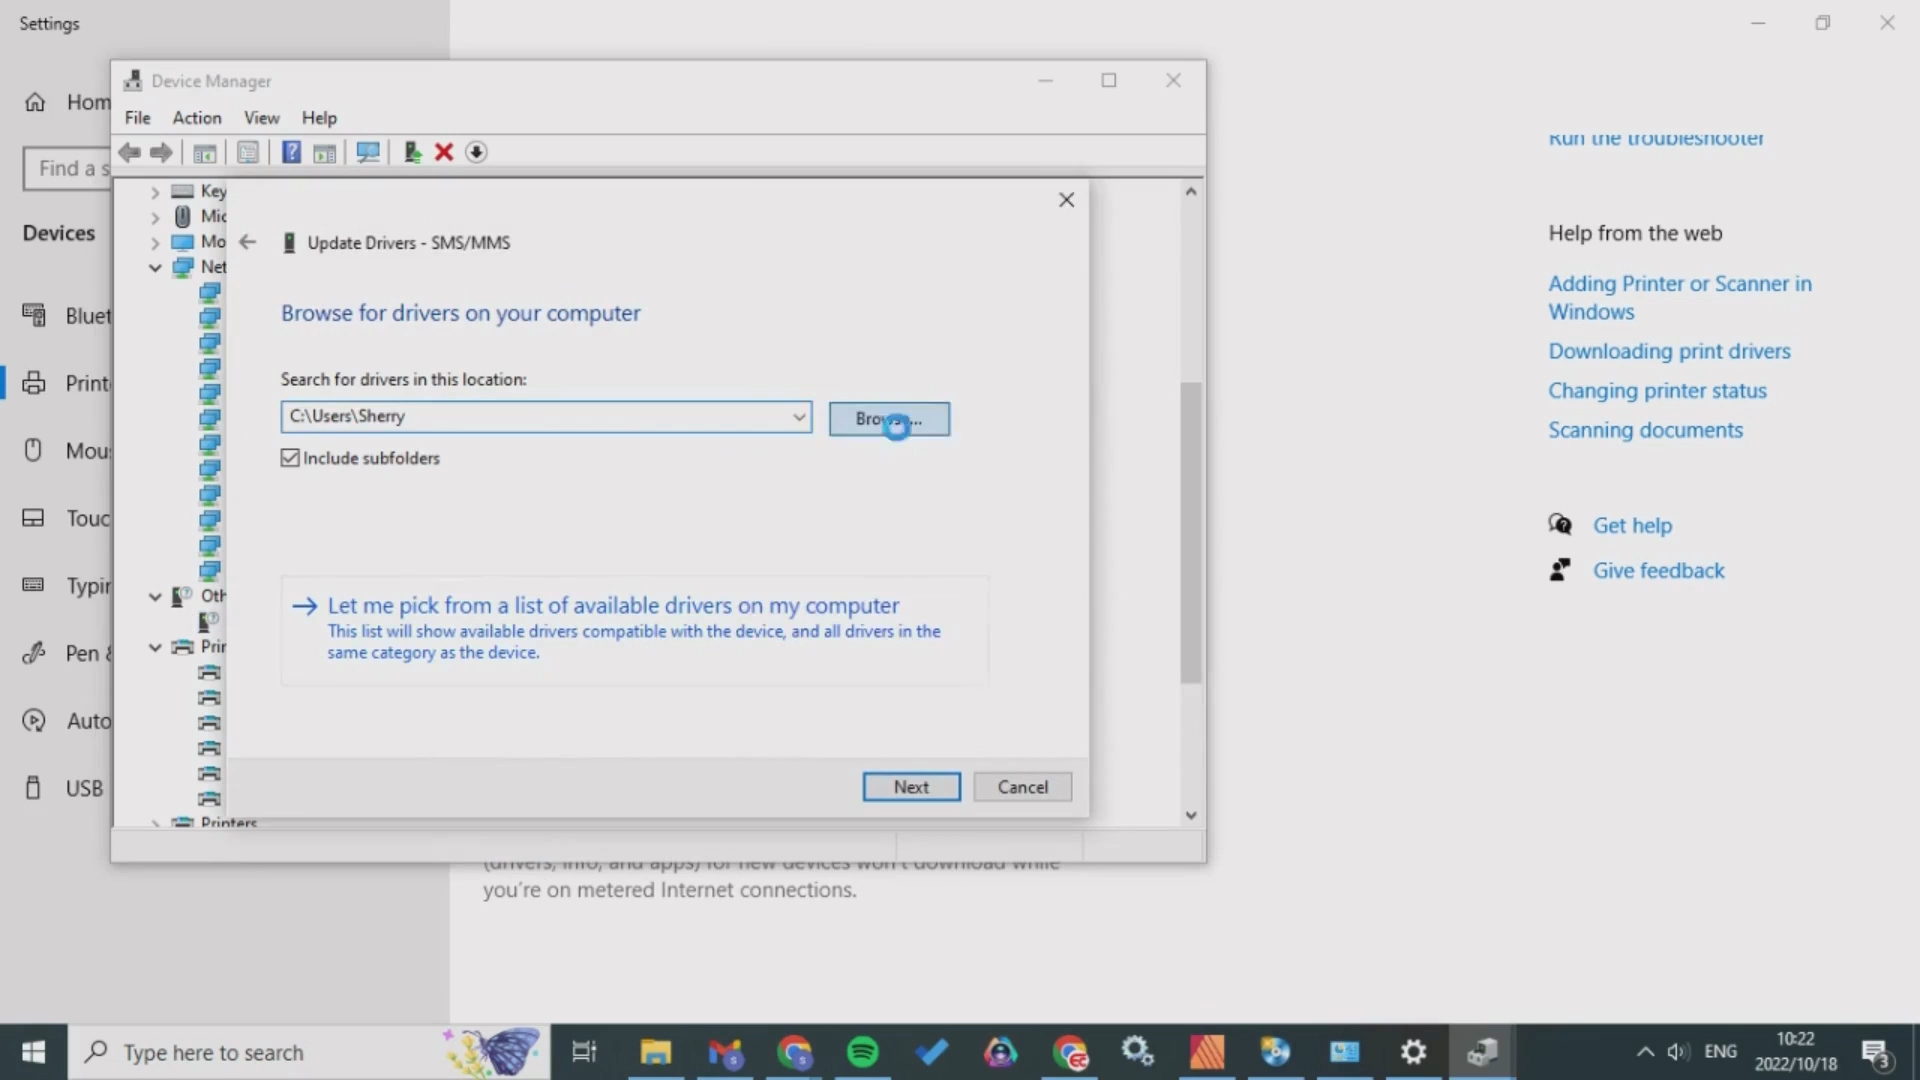 Settings
Device Manager
File Action View Help
Hom
Find a s
Devices
Bluet
Print
Mou
Touc
Typin
Pen &
Auto
USB
Key
Mic
Mo
Net
Oth
Prin
Printers
Update Drivers - SMS/MMS
Browse for drivers on your computer
Search for drivers in this location:
C:\Users\Sherry
Browse...
Include subfolders
Let me pick from a list of available drivers on my computer
This list will show available drivers compatible with the device, and all drivers in the
same category as the device.
Next
Cancel
(drivers, info, and apps) for new devices won't download while
you're on metered Internet connections.
Run the troubleshooter
Help from the web
Adding Printer or Scanner in
Windows
Downloading print drivers
Changing printer status
Scanning documents
Get help
Give feedback
Type here to search
ENG
10:22
2022/10/18
3